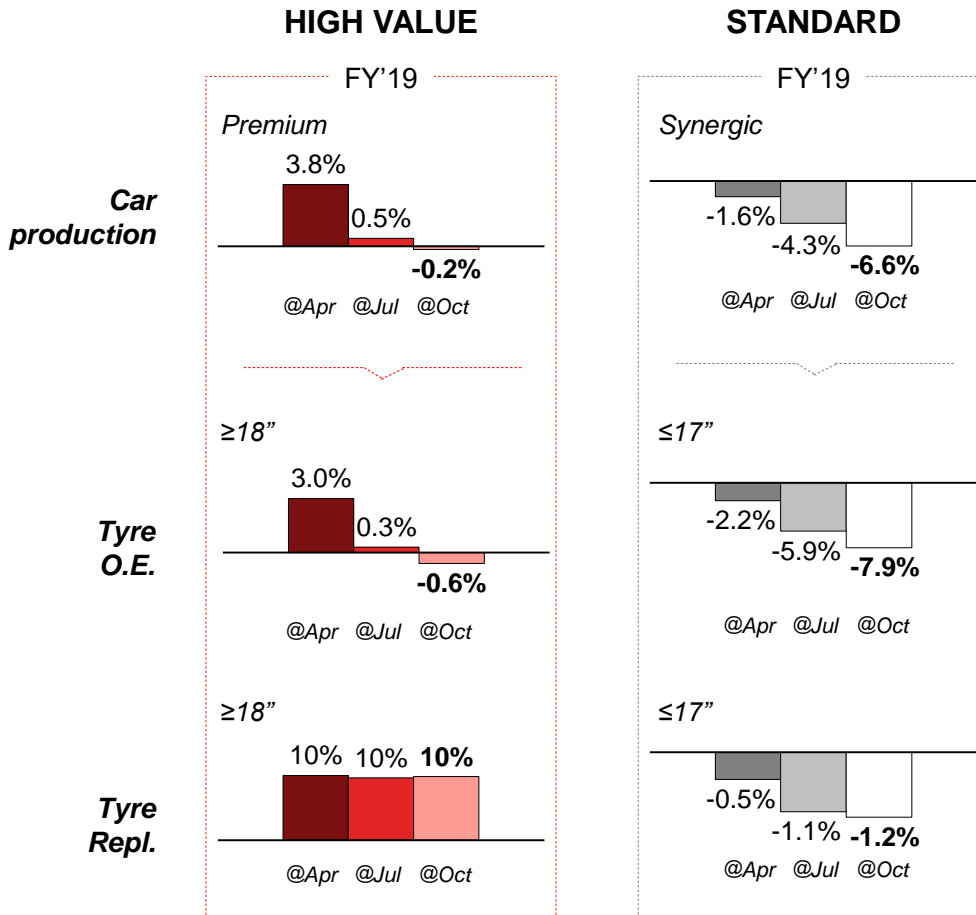 HIGH VALUE
STANDARD
FY’19
FY’19
Premium
Synergic
Car
production
3.8%
0.5%
-0.2%
@Apr @Jul @Oct
-1.6%
-4.3%
-6.6%
@Apr @Jul @Oct
≥18”
≤17”
Tyre
O.E.
3.0%
0.3%
-0.6%
@Apr @Jul @Oct
-2.2%
-5.9%
-7.9%
@Apr @Jul @Oct
≥18”
≤17”
Tyre
Repl.
10% 10% 10%
@Apr @Jul @Oct
-0.5%
-1.1%
-1.2%
@Apr @Jul @Oct